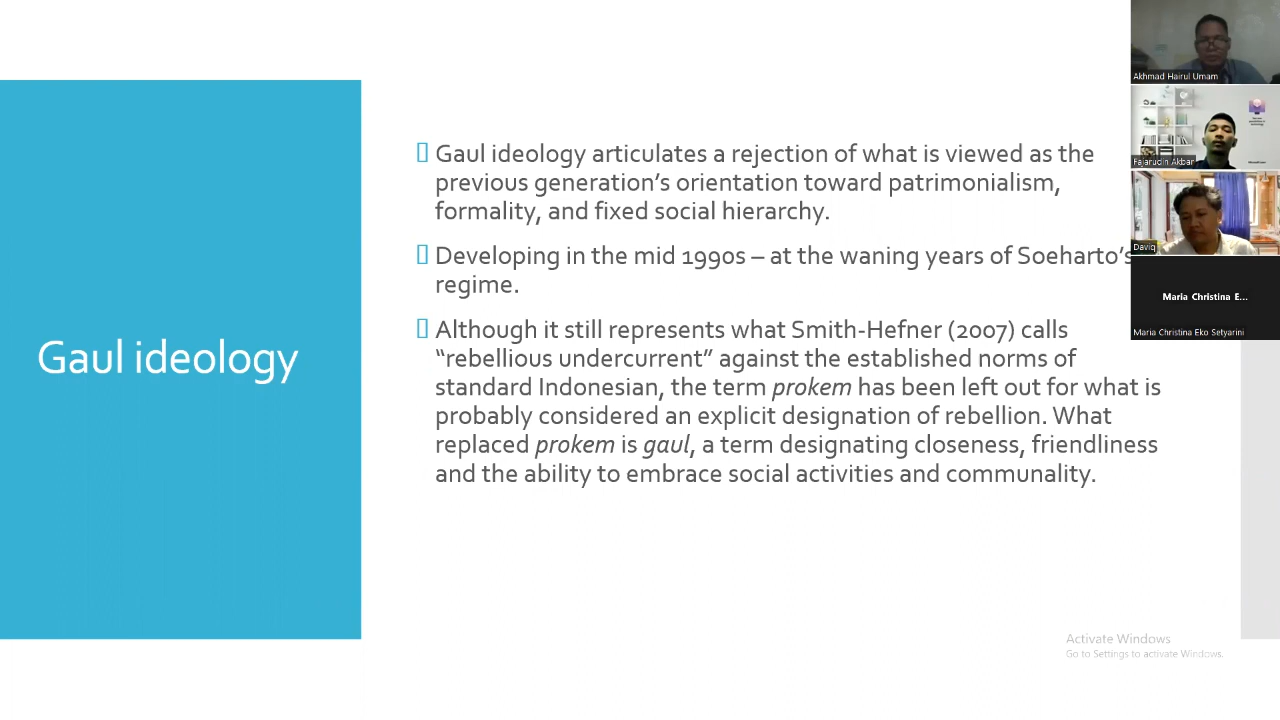 Gaul ideology
Gaul ideology articulates a rejection of what is viewed as the
previous generation's orientation toward patrimonialism,
formality, and fixed social hierarchy.
Developing in the mid 1990s – at the waning years of Soeharto's
regime.
Although it still represents what Smith-Hefner (2007) calls
“rebellious undercurrent” against the established norms of
standard Indonesian, the term prokem has been left out for what is
probably considered an explicit designation of rebellion. What
replaced prokem is gaul, a term designating closeness, friendliness
and the ability to embrace social activities and communality.
Akhmad Hairul Umam
Fajarudin Akbar
Daviq
Maria Christina E...
Maria Christina Eko Setyarini
Activate Windows
Go to Settings to activate Windows.